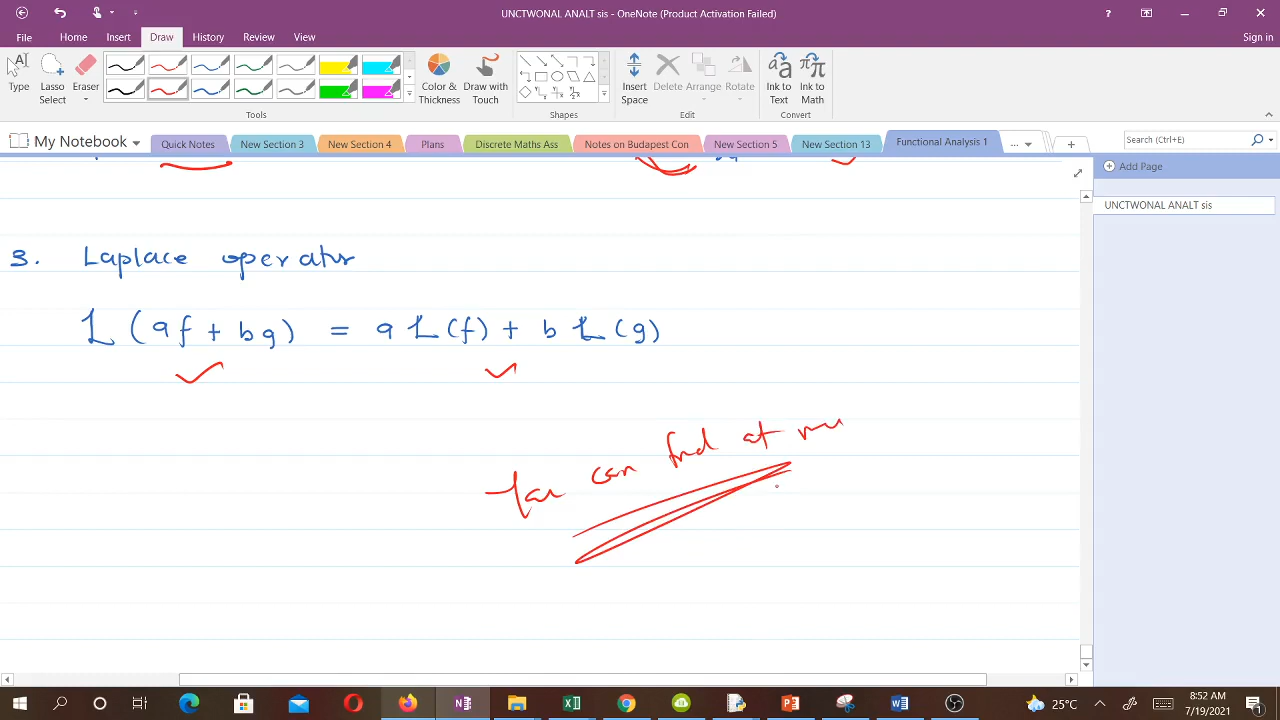 UNCTWONAL ANALT sis - OneNote (Product Activation Failed)
?
File Home Insert Draw History Review View
Sign in
Type
Lasso Select
Eraser
Color & Thickness
Draw with Touch
Insert Space
Delete
Arrange
Rotate
Ink to Text
Ink to Math
Tools
Shapes
Edit
Convert
My Notebook
Quick Notes
New Section 3
New Section 4
Plans
Discrete Maths Ass
Notes on Budapest Con
New Section 5
New Section 13
Functional Analysis 1
...
Search (Ctrl+E)
Add Page
UNCTWONAL ANALT sis
3. Laplace operator
L (af + bg) = a L(f) + b L(g)
can find at
25°C
8:52 AM
7/19/2021